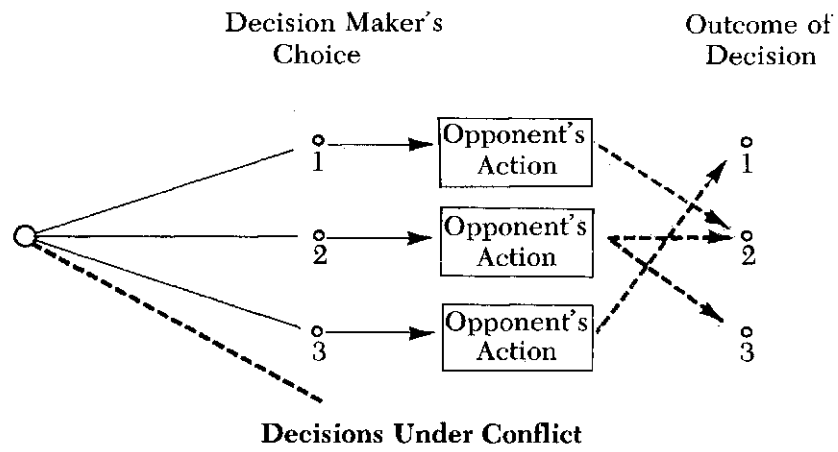 Decision Maker's
Choice
Outcome of
Decision
1
Opponent's
Action
1
2
Opponent's
Action
2
3
Opponent's
Action
3
Decisions Under Conflict